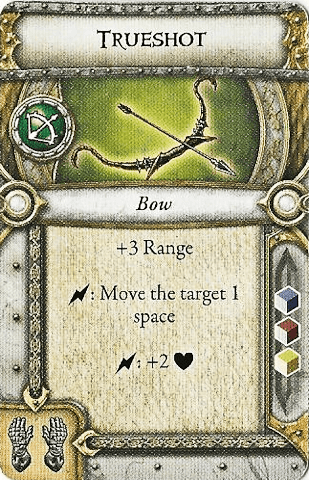 TRUESHOT
Bow
+3 Range
: Move the target 1
space
: +2 ♥